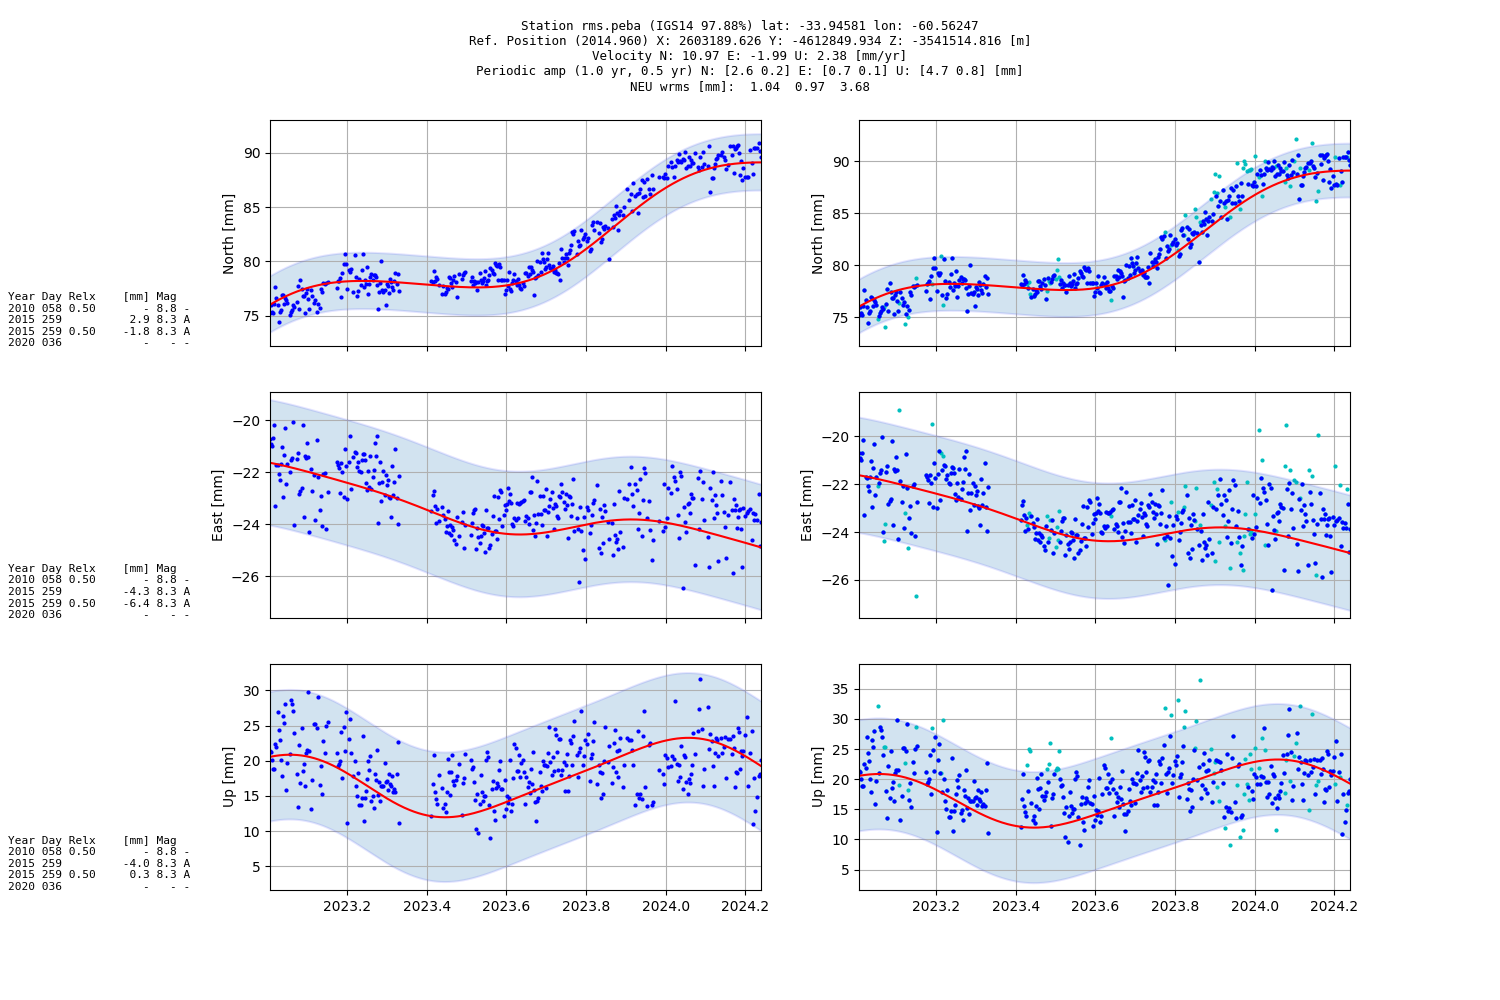 Station rms.peba (IGS14 97.88%) lat: -33.94581 lon: -60.56247
Ref. Position (2014.960) X: 2603189.626 Y: -4612849.934 Z: -3541514.816 [m]
Velocity N: 10.97 E: -1.99 U: 2.38 [mm/yr]
Periodic amp (1.0 yr, 0.5 yr) N: [2.6 0.2] E: [0.7 0.1] U: [4.7 0.8] [mm]
NEU wrms [mm]: 1.04 0.97 3.68
Year Day Relx [mm] Mag
2010 058 0.50 - 8.8 -
2015 259 2.9 8.3 A
2015 259 0.50 -1.8 8.3 A
2020 036 - - -
North [mm]
90
85
80
75
North [mm]
90
85
80
75
Year Day Relx [mm] Mag
2010 058 0.50 - 8.8 -
2015 259 -4.3 8.3 A
2015 259 0.50 -6.4 8.3 A
2020 036 - - -
East [mm]
−20
−22
−24
−26
East [mm]
−20
−22
−24
−26
Year Day Relx [mm] Mag
2010 058 0.50 - 8.8 -
2015 259 -4.0 8.3 A
2015 259 0.50 0.3 8.3 A
2020 036 - - -
Up [mm]
30
25
20
15
10
5
2023.2 2023.4 2023.6 2023.8 2024.0 2024.2
Up [mm]
35
30
25
20
15
10
5
2023.2 2023.4 2023.6 2023.8 2024.0 2024.2